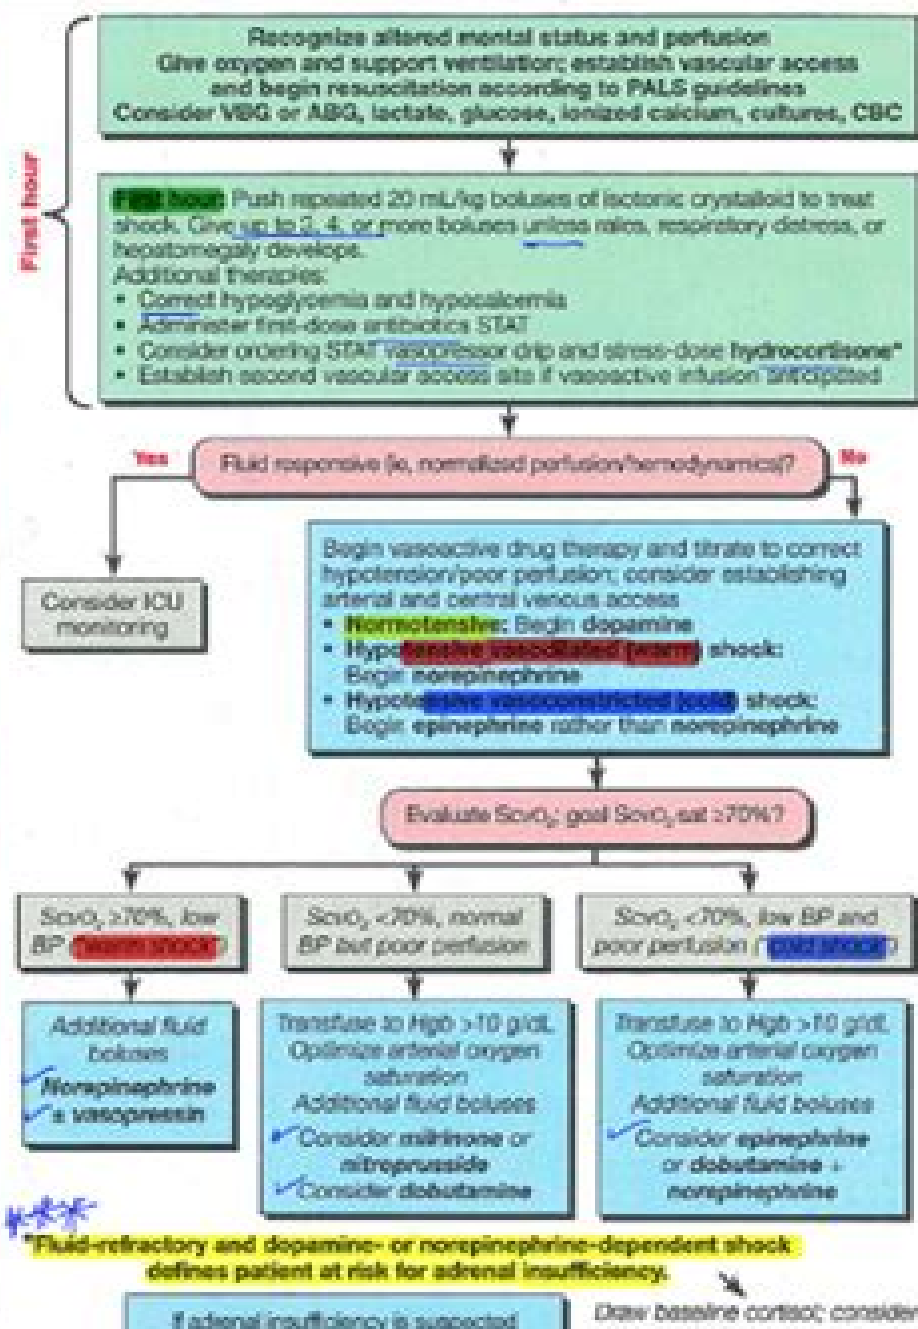 Recognize altered mental status and perfusion
Give oxygen and support ventilation; establish vascular access
and begin resuscitation according to PALS guidelines
Consider VBG or ABG, lactate, glucose, ionized calcium, cultures, CBC
First hour
First hour: Push repeated 20 mL/kg boluses of isotonic crystalloid to treat
shock. Give up to 3, 4, or more boluses unless rales, respiratory distress, or
hepatomegaly develops.
Additional therapies:
• Correct hypoglycemia and hypocalcemia
• Administer first-dose antibiotics STAT
• Consider ordering STAT vasopressor drip and stress-dose hydrocortisone*
• Establish second vascular access site if vasoactive infusion anticipated
Fluid responsive (ie, normalized perfusion/hemodynamics)?
Yes
No
Consider ICU
monitoring
Begin vasoactive drug therapy and titrate to correct
hypotension/poor perfusion; consider establishing
arterial and central venous access
• Normotensive: Begin dopamine
• Hypotensive vasodilated (warm) shock:
Begin norepinephrine
• Hypotensive vasoconstricted (cold) shock:
Begin epinephrine rather than norepinephrine
Evaluate ScvO₂; goal ScvO₂ sat ≥70%?
ScvO₂ ≥70%, low
BP ("warm shock")
Additional fluid
boluses
Norepinephrine
± vasopressin
ScvO₂ <70%, normal
BP but poor perfusion
Transfuse to Hgb >10 g/dL
Optimize arterial oxygen
saturation
Additional fluid boluses
Consider milrinone or
nitroprusside
Consider dobutamine
ScvO₂ <70%, low BP and
poor perfusion ("cold shock")
Transfuse to Hgb >10 g/dL
Optimize arterial oxygen
saturation
Additional fluid boluses
Consider epinephrine
or dobutamine +
norepinephrine
*Fluid-refractory and dopamine- or norepinephrine-dependent shock
defines patient at risk for adrenal insufficiency.
If adrenal insufficiency is suspected
Draw baseline cortisol; consider